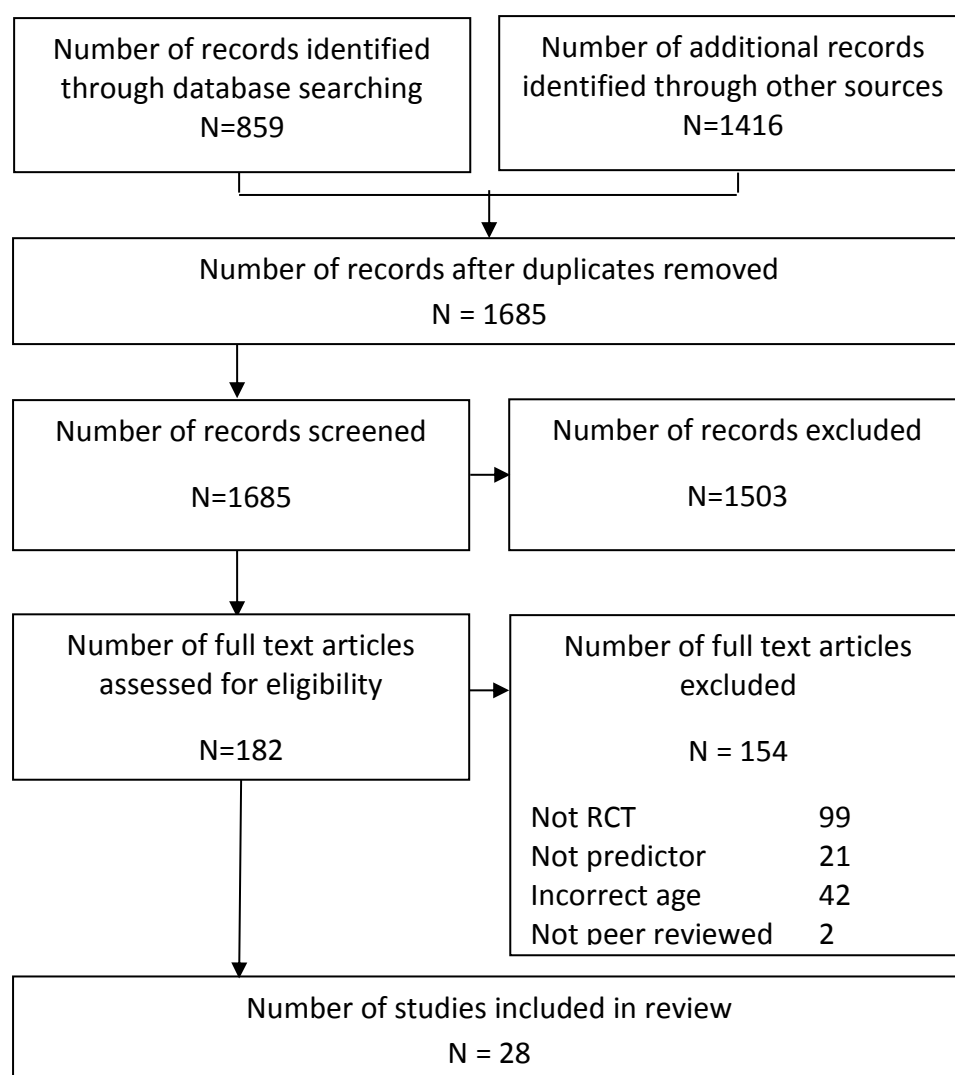 Number of records identified
through database searching
N=859
Number of additional records
identified through other sources
N=1416
Number of records after duplicates removed
N = 1685
Number of records screened
N=1685
Number of records excluded
N=1503
Number of full text articles
assessed for eligibility
N=182
Number of full text articles
excluded
N = 154
Not RCT 99
Not predictor 21
Incorrect age 42
Not peer reviewed 2
Number of studies included in review
N = 28